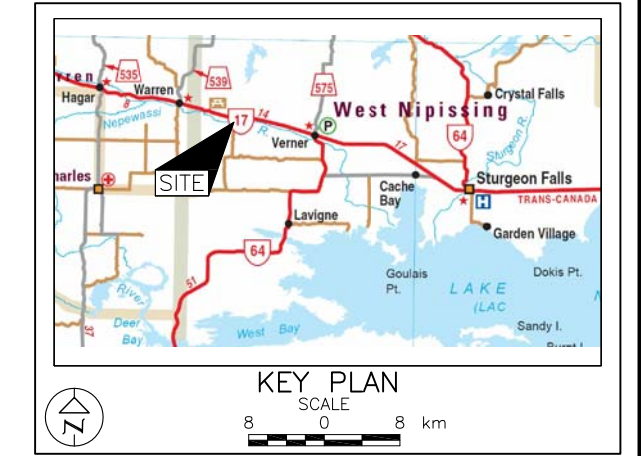 rren
535
539
575
Crystal Falls
Hagar
8
Warren
14
West Nipissing
Nepewassi
17
R.
P
64
Sturgeon R.
Verner
17
harles
SITE
Cache
Bay
Sturgeon Falls
H
TRANS-CANADA
Lavigne
Garden Village
64
Goulais
Pt.
Dokis Pt.
LAKE
(LAC
River
51
Deer
Bay
West Bay
Sandy I.
37
Burnt I.
KEY PLAN
SCALE
8 0 8 km
N